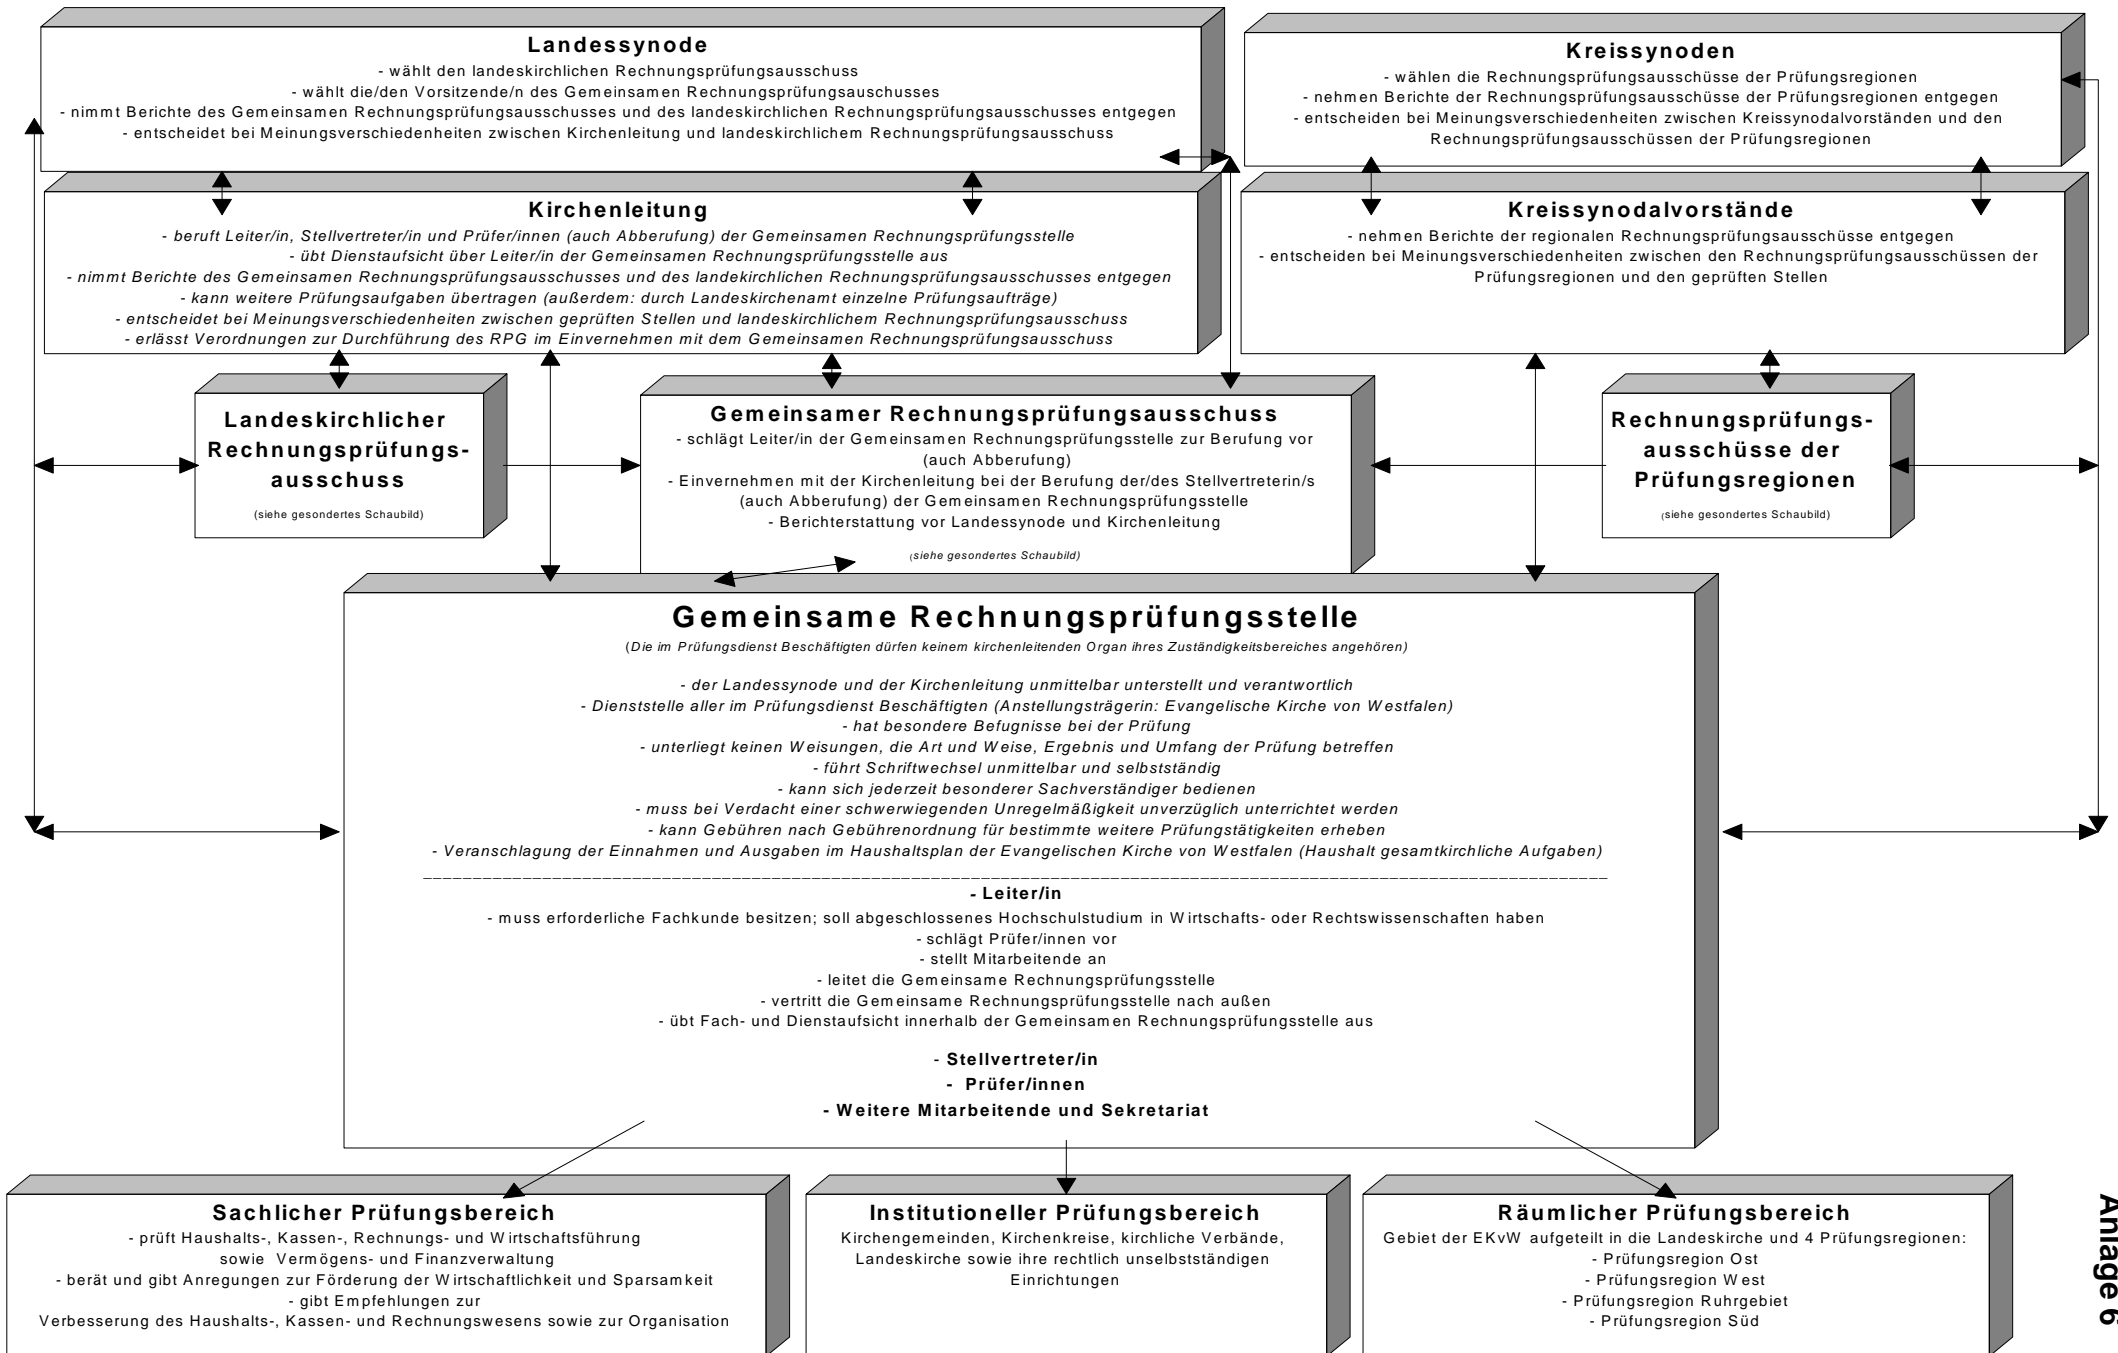 Landessynode
- wählt den landeskirchlichen Rechnungsprüfungsausschuss
- wählt die/den Vorsitzende/n des Gemeinsamen Rechnungsprüfungauschusses
- nimmt Berichte des Gemeinsamen Rechnungsprüfungsausschusses und des landeskirchlichen Rechnungsprüfungsausschusses entgegen
- entscheidet bei Meinungsverschiedenheiten zwischen Kirchenleitung und landeskirchlichem Rechnungsprüfungsausschuss
Kreissynoden
- wählen die Rechnungsprüfungsausschüsse der Prüfungsregionen
- nehmen Berichte der Rechnungsprüfungsausschüsse der Prüfungsregionen entgegen
- entscheiden bei Meinungsverschiedenheiten zwischen Kreissynodalvorständen und den
Rechnungsprüfungsausschüssen der Prüfungsregionen
Kirchenleitung
- beruft Leiter/in, Stellvertreter/in und Prüfer/innen (auch Abberufung) der Gemeinsamen Rechnungsprüfungsstelle
- übt Dienstaufsicht über Leiter/in der Gemeinsamen Rechnungsprüfungsstelle aus
- nimmt Berichte des Gemeinsamen Rechnungsprüfungsausschusses und des landekirchlichen Rechnungsprüfungsausschusses entgegen
- kann weitere Prüfungsaufgaben übertragen (außerdem: durch Landeskirchenamt einzelne Prüfungsaufträge)
- entscheidet bei Meinungsverschiedenheiten zwischen geprüften Stellen und landeskirchlichem Rechnungsprüfungsausschuss
- erlässt Verordnungen zur Durchführung des RPG im Einvernehmen mit dem Gemeinsamen Rechnungsprüfungsausschuss
Kreissynodalvorstände
- nehmen Berichte der regionalen Rechnungsprüfungsausschüsse entgegen
- entscheiden bei Meinungsverschiedenheiten zwischen den Rechnungsprüfungsausschüssen der
Prüfungsregionen und den geprüften Stellen
Landeskirchlicher
Rechnungsprüfungs-
ausschuss
(siehe gesondertes Schaubild)
Gemeinsamer Rechnungsprüfungsausschuss
- schlägt Leiter/in der Gemeinsamen Rechnungsprüfungsstelle zur Berufung vor
(auch Abberufung)
- Einvernehmen mit der Kirchenleitung bei der Berufung der/des Stellvertreterin/s
(auch Abberufung) der Gemeinsamen Rechnungsprüfungsstelle
- Berichterstattung vor Landessynode und Kirchenleitung
(siehe gesondertes Schaubild)
Rechnungsprüfungs-
ausschüsse der
Prüfungsregionen
(siehe gesondertes Schaubild)
Gemeinsame Rechnungsprüfungsstelle
(Die im Prüfungsdienst Beschäftigten dürfen keinem kirchenleitenden Organ ihres Zuständigkeitsbereiches angehören)
- der Landessynode und der Kirchenleitung unmittelbar unterstellt und verantwortlich
- Dienststelle aller im Prüfungsdienst Beschäftigten (Anstellungsträgerin: Evangelische Kirche von Westfalen)
- hat besondere Befugnisse bei der Prüfung
- unterliegt keinen Weisungen, die Art und Weise, Ergebnis und Umfang der Prüfung betreffen
- führt Schriftwechsel unmittelbar und selbstständig
- kann sich jederzeit besonderer Sachverständiger bedienen
- muss bei Verdacht einer schwerwiegenden Unregelmäßigkeit unverzüglich unterrichtet werden
- kann Gebühren nach Gebührenordnung für bestimmte weitere Prüfungstätigkeiten erheben
- Veranschlagung der Einnahmen und Ausgaben im Haushaltsplan der Evangelischen Kirche von Westfalen (Haushalt gesamtkirchliche Aufgaben)
- Leiter/in
- muss erforderliche Fachkunde besitzen; soll abgeschlossenes Hochschulstudium in Wirtschafts- oder Rechtswissenschaften haben
- schlägt Prüfer/innen vor
- stellt Mitarbeitende an
- leitet die Gemeinsame Rechnungsprüfungsstelle
- vertritt die Gemeinsame Rechnungsprüfungsstelle nach außen
- übt Fach- und Dienstaufsicht innerhalb der Gemeinsamen Rechnungsprüfungsstelle aus
- Stellvertreter/in
- Prüfer/innen
- Weitere Mitarbeitende und Sekretariat
Sachlicher Prüfungsbereich
- prüft Haushalts-, Kassen-, Rechnungs- und Wirtschaftsführung
sowie Vermögens- und Finanzverwaltung
- berät und gibt Anregungen zur Förderung der Wirtschaftlichkeit und Sparsamkeit
- gibt Empfehlungen zur
Verbesserung des Haushalts-, Kassen- und Rechnungswesens sowie zur Organisation
Institutioneller Prüfungsbereich
Kirchengemeinden, Kirchenkreise, kirchliche Verbände,
Landeskirche sowie ihre rechtlich unselbstständigen
Einrichtungen
Räumlicher Prüfungsbereich
Gebiet der EKvW aufgeteilt in die Landeskirche und 4 Prüfungsregionen:
- Prüfungsregion Ost
- Prüfungsregion West
- Prüfungsregion Ruhrgebiet
- Prüfungsregion Süd
Anlage 6